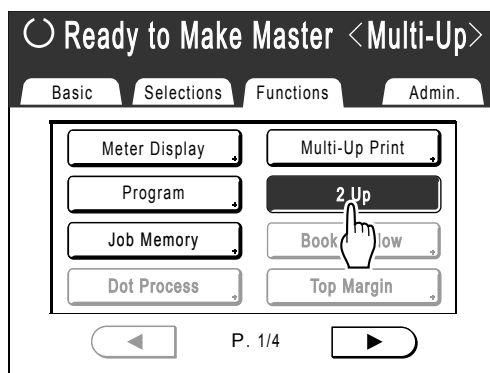 Ready to Make Master <Multi-Up>
Basic Selections Functions Admin.
Meter Display Multi-Up Print
Program 2 Up
Job Memory Book
Dot Process Top Margin
P. 1/4